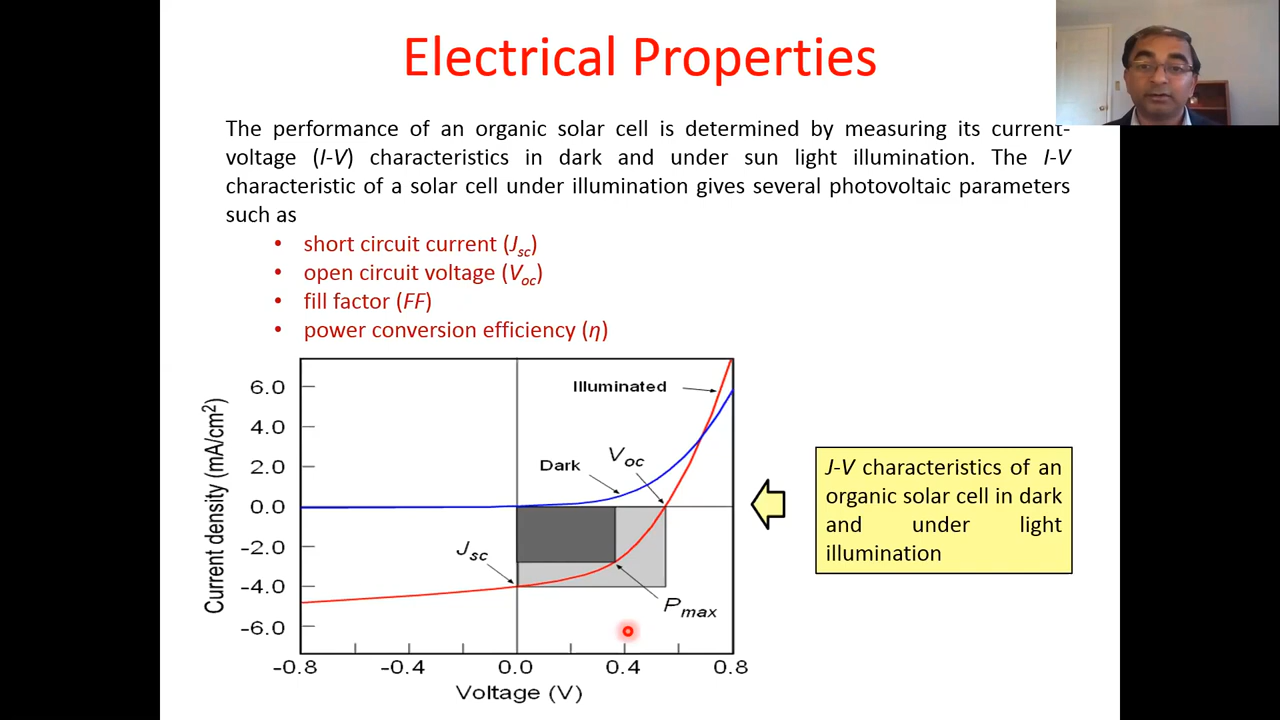 Electrical Properties
The performance of an organic solar cell is determined by measuring its current-
voltage (I-V) characteristics in dark and under sun light illumination. The I-V
characteristic of a solar cell under illumination gives several photovoltaic parameters
such as
• short circuit current (Jsc)
• open circuit voltage (Voc)
• fill factor (FF)
• power conversion efficiency (η)
Current density (mA/cm²)
6.0
4.0
2.0
0.0
-2.0
-4.0
-6.0
Illuminated
Dark
Voc
Jsc
Pmax
-0.8 -0.4 0.0 0.4 0.8
Voltage (V)
J-V characteristics of an
organic solar cell in dark
and under light
illumination